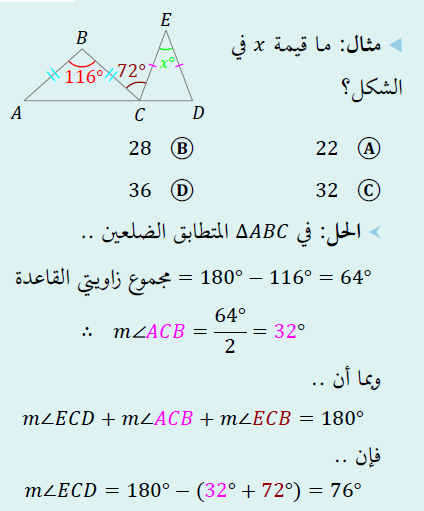 مثال: ما قيمة x في
الشكل؟
E
B
116°
72°
x°
A
C
D
Ⓐ 22
Ⓑ 28
Ⓒ 32
Ⓓ 36
الحل: في ΔABC المتطابق الضلعين ..
مجموع زاويتي القاعدة = 180° − 116° = 64°
∴ m∠ACB = 64°/2 = 32°
وبما أن ..
m∠ECD + m∠ACB + m∠ECB = 180°
فإن ..
m∠ECD = 180° − (32° + 72°) = 76°